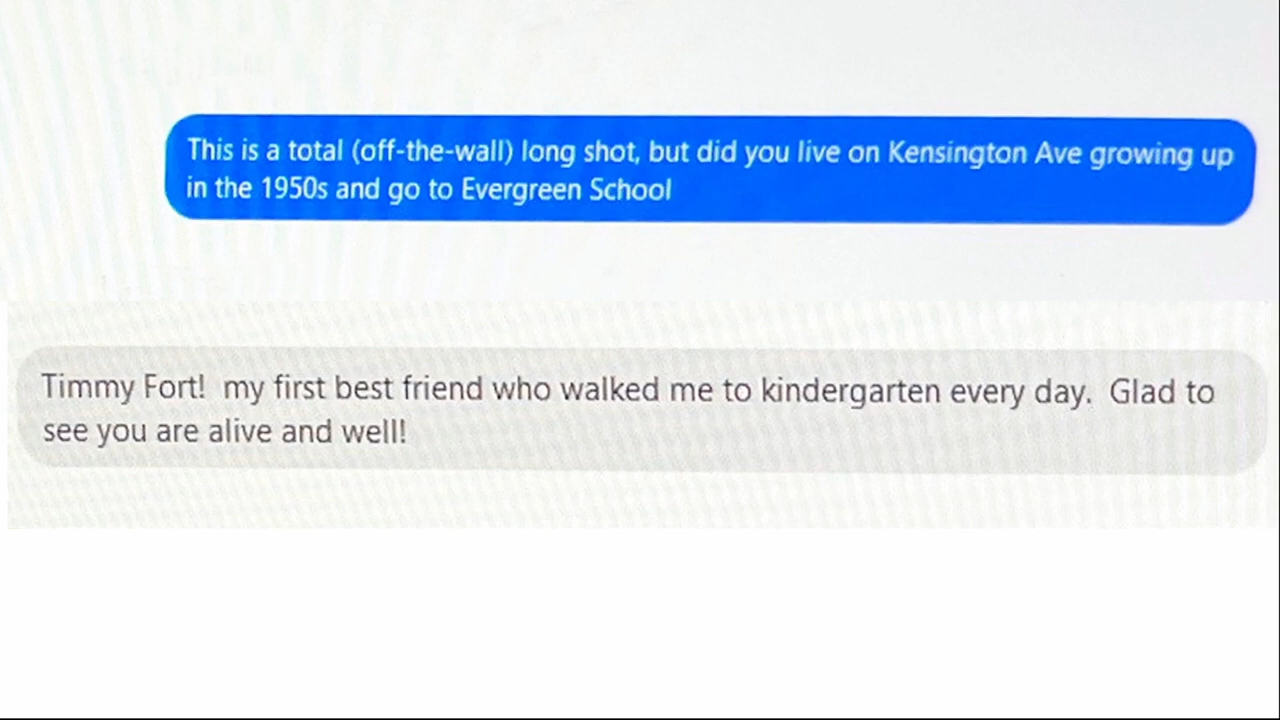 This is a total (off-the-wall) long shot, but did you live on Kensington Ave growing up
in the 1950s and go to Evergreen School
Timmy Fort!  my first best friend who walked me to kindergarten every day.  Glad to
see you are alive and well!